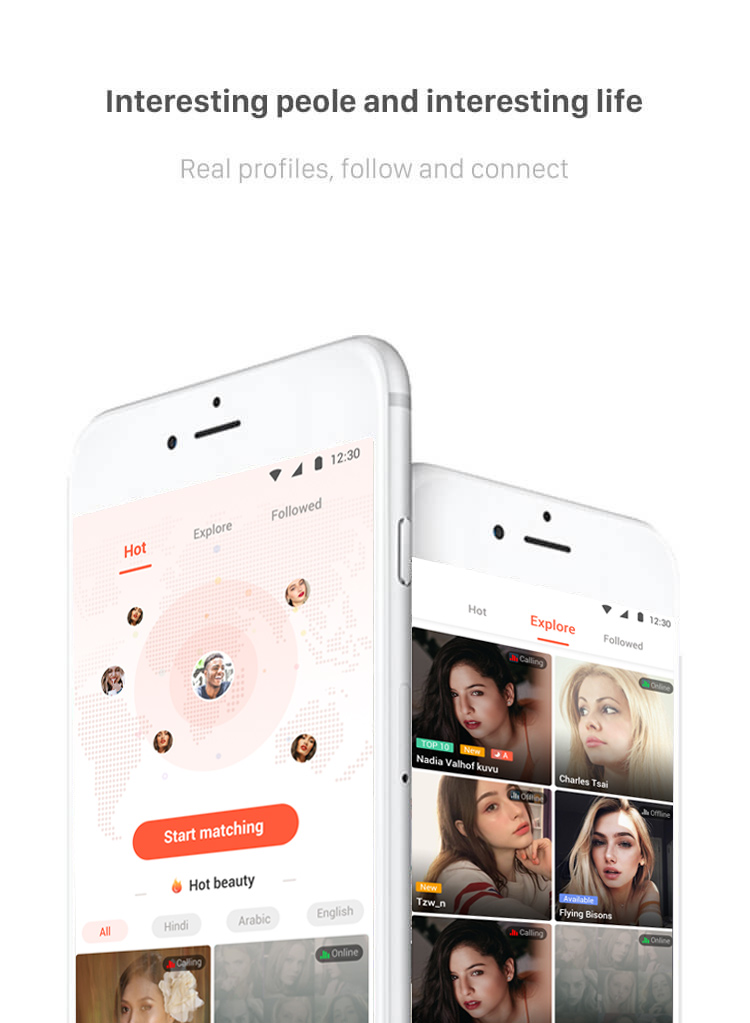 Interesting peole and interesting life
Real profiles, follow and connect
12:30
Hot
Explore
Followed
Start matching
Hot beauty
All
Hindi
Arabic
English
Calling
Online
12:30
Hot
Explore
Followed
Calling
TOP 10
New
A
Nadia Valhof kuvu
Online
Charles Tsai
New
Tzw_n
Offline
Available
Flying Bisons
Calling
Online